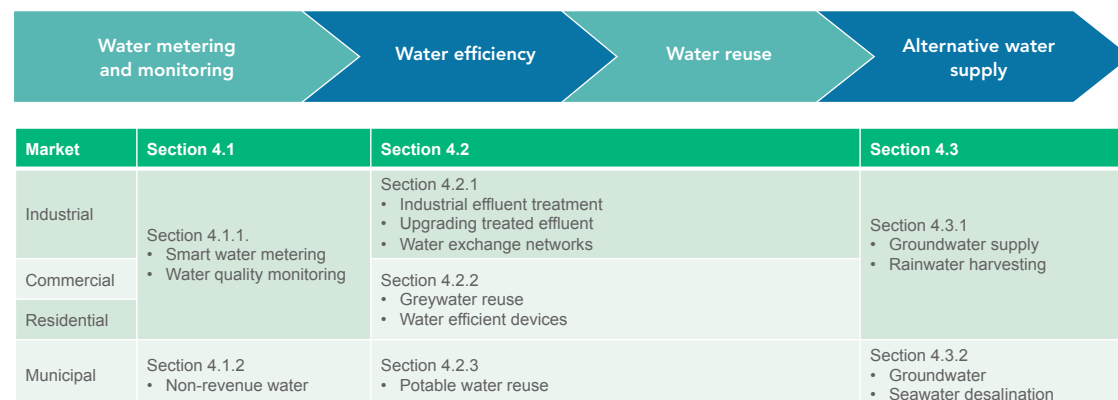 Water metering
and monitoring
Water efficiency
Water reuse
Alternative water
supply
Market
Section 4.1
Section 4.2
Section 4.3
Industrial
Section 4.1.1.
• Smart water metering
• Water quality monitoring
Section 4.2.1
• Industrial effluent treatment
• Upgrading treated effluent
• Water exchange networks
Section 4.3.1
• Groundwater supply
• Rainwater harvesting
Commercial
Section 4.2.2
• Greywater reuse
• Water efficient devices
Residential
Municipal
Section 4.1.2
• Non-revenue water
Section 4.2.3
• Potable water reuse
Section 4.3.2
• Groundwater
• Seawater desalination